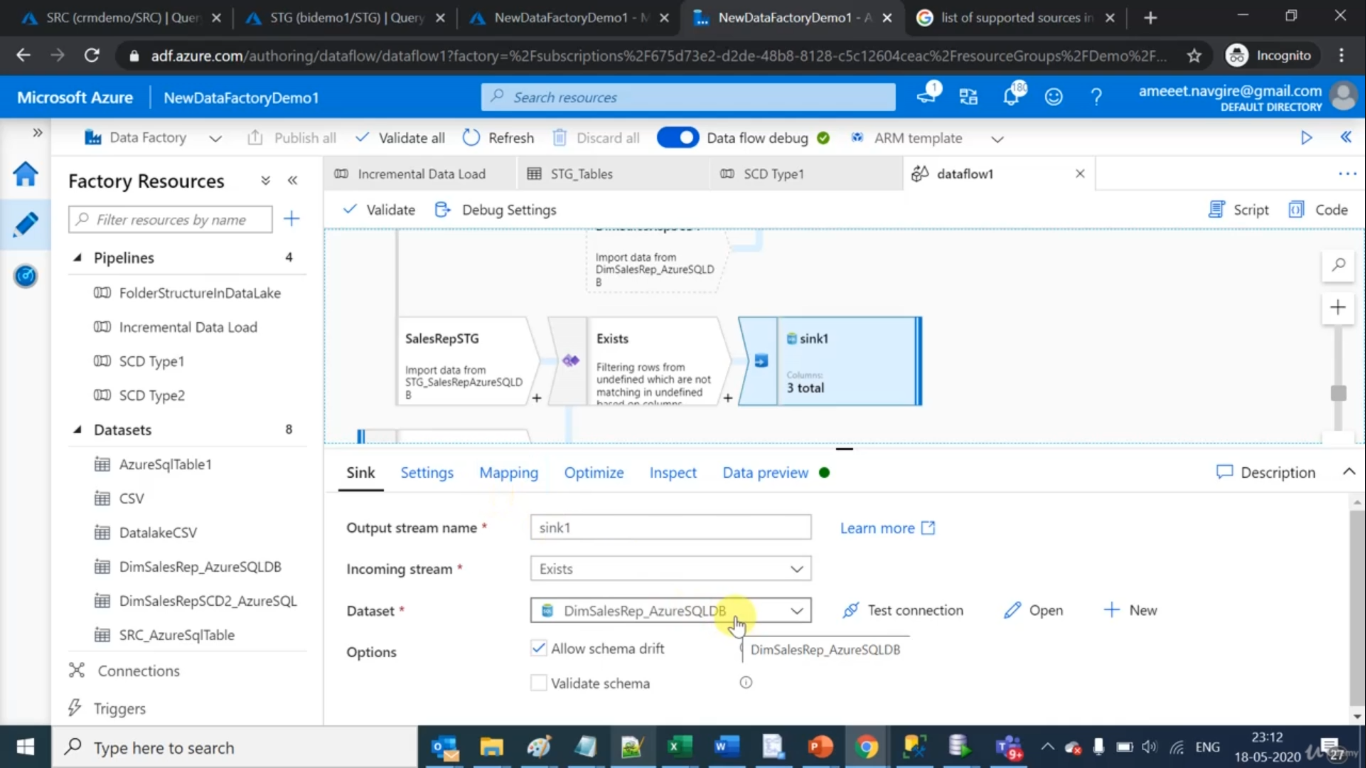 SRC (crmdemo/SRC) | Quer
STG (bidemo1/STG) | Query
NewDataFactoryDemo1 - M
NewDataFactoryDemo1 - A
list of supported sources in
adf.azure.com/authoring/dataflow/dataflow1?factory=%2Fsubscriptions%2F675d73e2-d2de-48b8-8128-c5c12604ceac%2FresourceGroups%2FDemo%2F...
Incognito
Microsoft Azure
NewDataFactoryDemo1
Search resources
1
180
ameeet.navgire@gmail.com
DEFAULT DIRECTORY
Data Factory
Publish all
Validate all
Refresh
Discard all
Data flow debug
ARM template
Factory Resources
Incremental Data Load
STG_Tables
SCD Type1
dataflow1
Filter resources by name
Validate
Debug Settings
Script
Code
Pipelines 4
FolderStructureInDataLake
Incremental Data Load
SCD Type1
SCD Type2
Datasets 8
AzureSqlTable1
CSV
DatalakeCSV
DimSalesRep_AzureSQLDB
DimSalesRepSCD2_AzureSQL
SRC_AzureSqlTable
Connections
Triggers
Import data from
DimSalesRep_AzureSQLD
B
SalesRepSTG
Import data from
STG_SalesRepAzureSQLD
B
Exists
Filtering rows from
undefined which are not
matching in undefined
based on columns
sink1
Columns:
3 total
Sink
Settings
Mapping
Optimize
Inspect
Data preview
Description
Output stream name *
sink1
Learn more
Incoming stream *
Exists
Dataset *
DimSalesRep_AzureSQLDB
Test connection
Open
New
Options
Allow schema drift
DimSalesRep_AzureSQLDB
Validate schema
Type here to search
9+
ENG
23:12
18-05-2020
27